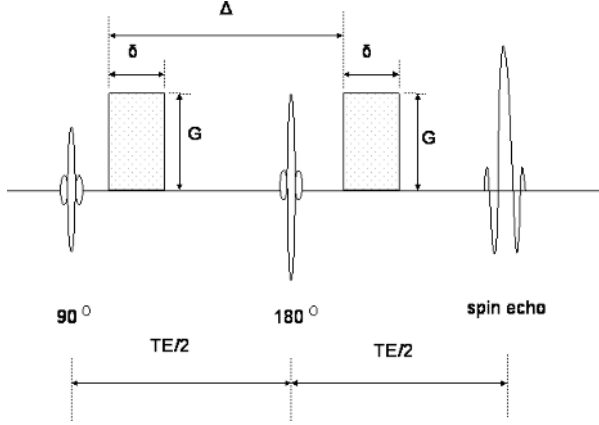 Δ
δ
δ
G
G
90 °
180 °
spin echo
TE/2
TE/2